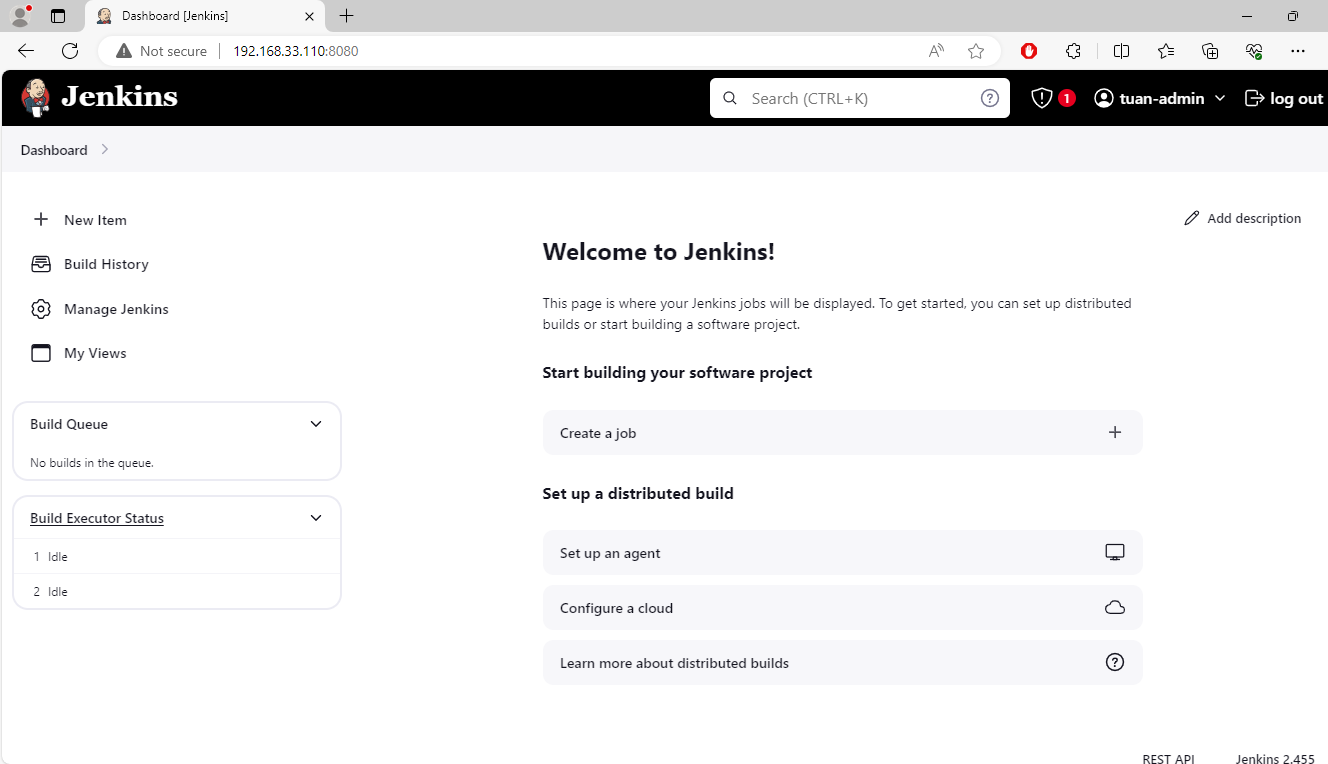 Dashboard [Jenkins]
Not secure
192.168.33.110:8080
Jenkins
Search (CTRL+K)
1
tuan-admin
log out
Dashboard
New Item
Build History
Manage Jenkins
My Views
Build Queue
No builds in the queue.
Build Executor Status
1 Idle
2 Idle
Add description
Welcome to Jenkins!
This page is where your Jenkins jobs will be displayed. To get started, you can set up distributed
builds or start building a software project.
Start building your software project
Create a job
Set up a distributed build
Set up an agent
Configure a cloud
Learn more about distributed builds
REST API
Jenkins 2.455